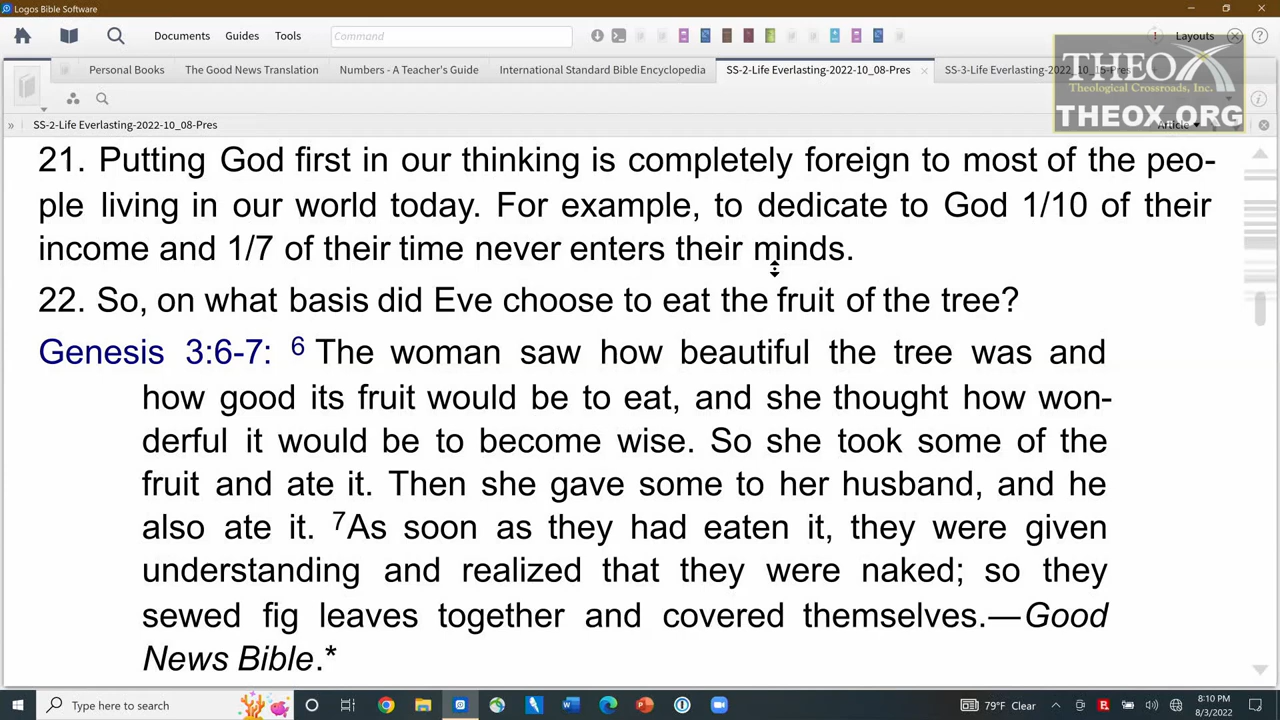 Logos Bible Software
Documents Guides Tools Command Layouts
THEOX
Theological Crossroads, Inc.
THEOX.ORG
Personal Books The Good News Translation International Standard Bible Encyclopedia SS-2-Life Everlasting-2022-10_08-Pres SS-3-Life Everlasting-2022_10_15-Pres
SS-2-Life Everlasting-2022-10_08-Pres Article
21. Putting God first in our thinking is completely foreign to most of the peo-
ple living in our world today. For example, to dedicate to God 1/10 of their
income and 1/7 of their time never enters their minds.
22. So, on what basis did Eve choose to eat the fruit of the tree?
Genesis 3:6-7: 6 The woman saw how beautiful the tree was and
how good its fruit would be to eat, and she thought how won-
derful it would be to become wise. So she took some of the
fruit and ate it. Then she gave some to her husband, and he
also ate it. 7As soon as they had eaten it, they were given
understanding and realized that they were naked; so they
sewed fig leaves together and covered themselves.—Good
News Bible.*
Type here to search 79°F Clear 8:10 PM
8/3/2022